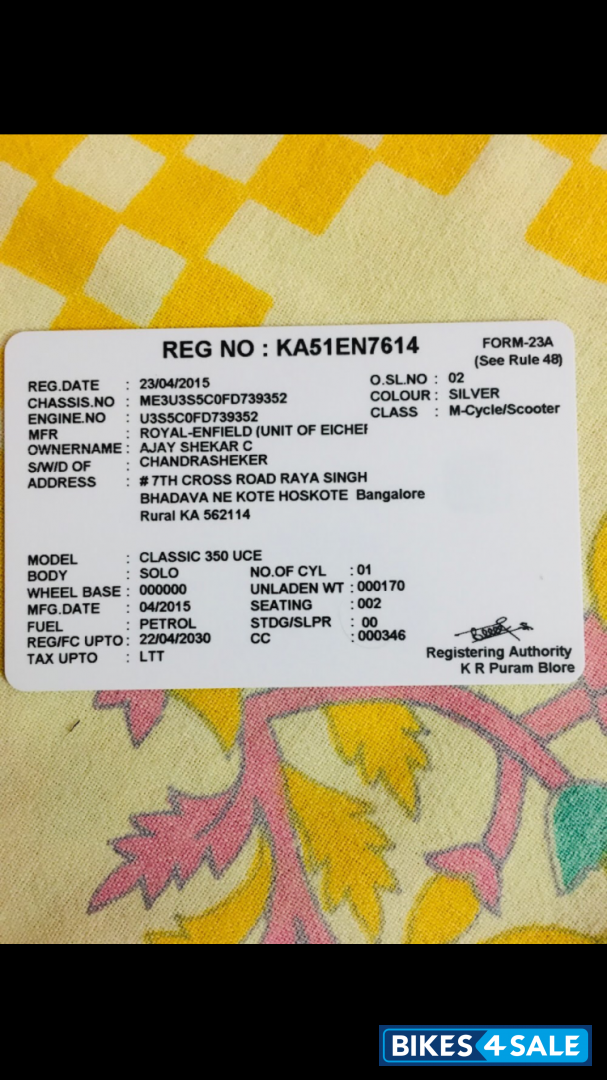 REG NO : KA51EN7614
FORM-23A
(See Rule 48)
REG.DATE : 23/04/2015
O.SL.NO : 02
CHASSIS.NO : ME3U3S5C0FD739352
COLOUR : SILVER
ENGINE.NO : U3S5C0FD739352
CLASS : M-Cycle/Scooter
MFR : ROYAL-ENFIELD (UNIT OF EICHER
OWNERNAME : AJAY SHEKAR C
S/W/D OF : CHANDRASHEKER
ADDRESS : # 7TH CROSS ROAD RAYA SINGH
BHADAVA NE KOTE HOSKOTE Bangalore
Rural KA 562114
MODEL : CLASSIC 350 UCE
BODY : SOLO NO.OF CYL : 01
WHEEL BASE : 000000 UNLADEN WT : 000170
MFG.DATE : 04/2015 SEATING : 002
FUEL : PETROL STDG/SLPR : 00
REG/FC UPTO : 22/04/2030 CC : 000346
TAX UPTO : LTT
Registering Authority
K R Puram Blore
BIKES4SALE